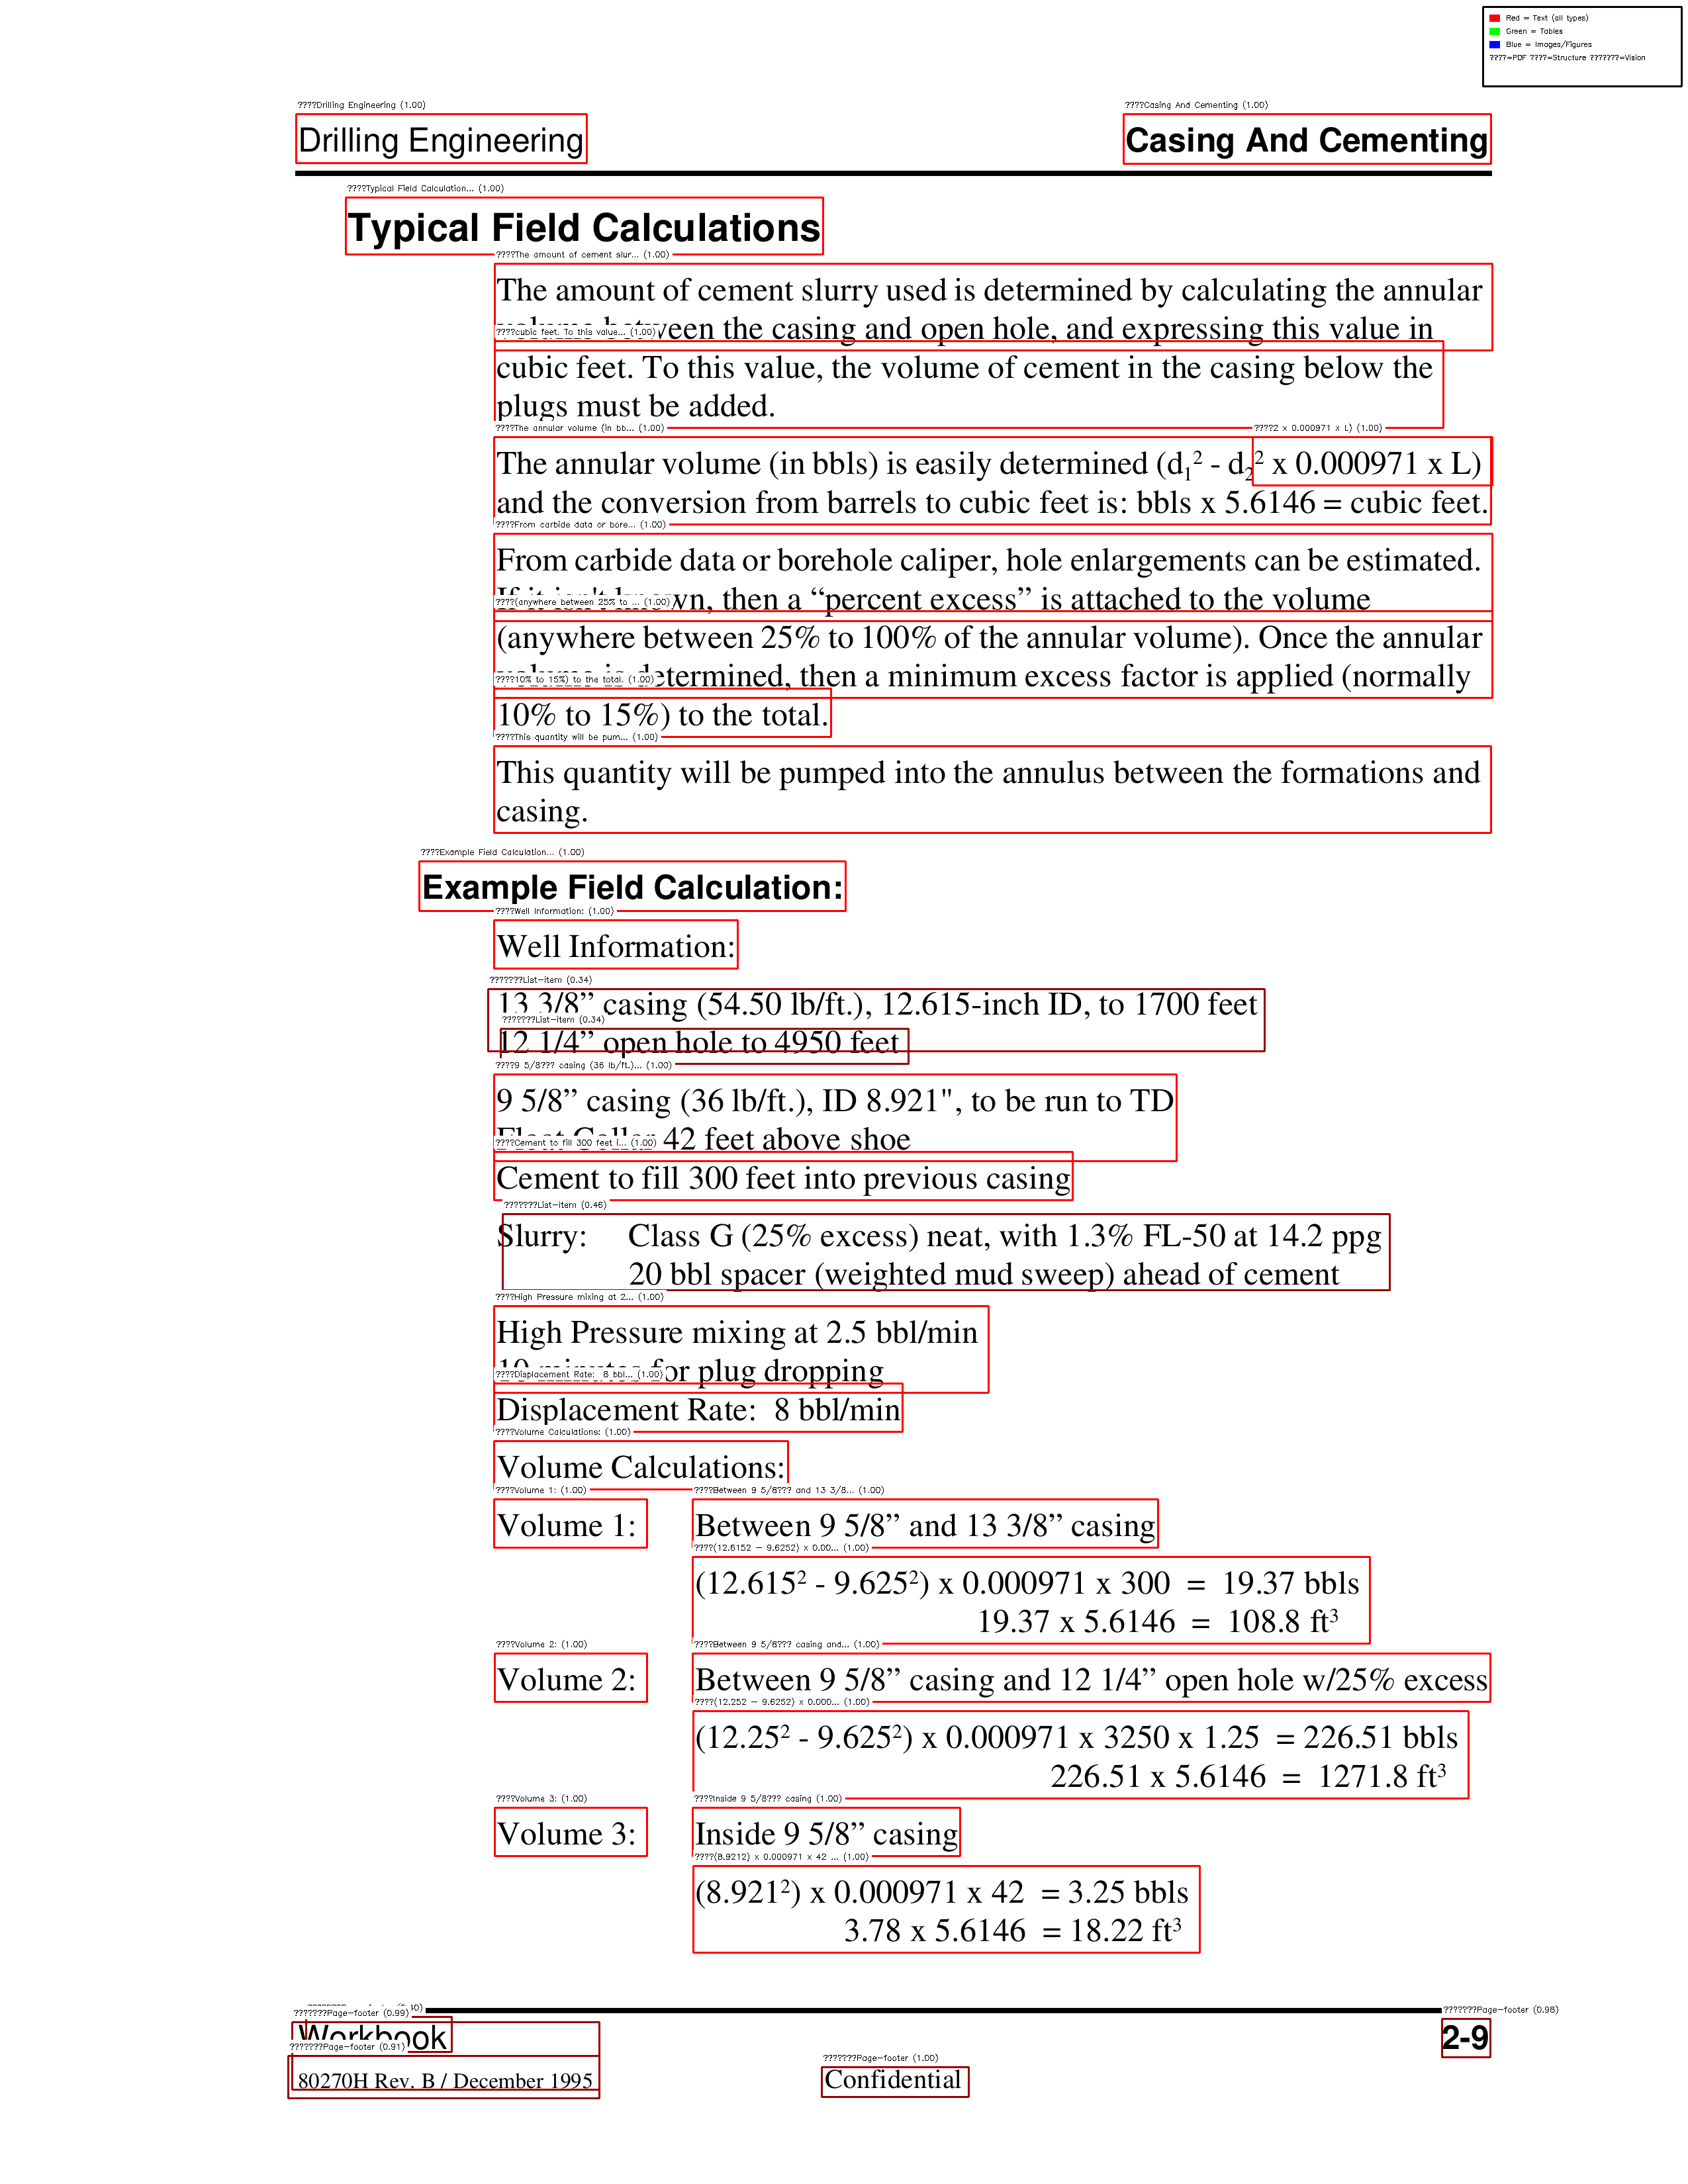 Red = Text (all types)
Green = Tables
Blue = Images/Figures
????=PDF ????=Structure ???????=Vision
????Drilling Engineering (1.00)
????Casing And Cementing (1.00)
Drilling Engineering
Casing And Cementing
????Typical Field Calculation... (1.00)
Typical Field Calculations
????The amount of cement slur... (1.00)
The amount of cement slurry used is determined by calculating the annular
between the casing and open hole, and expressing this value in
????cubic feet. To this value... (1.00)
cubic feet. To this value, the volume of cement in the casing below the
plugs must be added.
????The annular volume (in bb... (1.00)
????2 x 0.000971 x L) (1.00)
The annular volume (in bbls) is easily determined (d₁² - d₂² x 0.000971 x L)
and the conversion from barrels to cubic feet is: bbls x 5.6146 = cubic feet.
????From carbide data or bore... (1.00)
From carbide data or borehole caliper, hole enlargements can be estimated.
If it isn't known, then a “percent excess” is attached to the volume
????(anywhere between 25% to ... (1.00)
(anywhere between 25% to 100% of the annular volume). Once the annular
determined, then a minimum excess factor is applied (normally
????10% to 15%) to the total. (1.00)
10% to 15%) to the total.
????This quantity will be pum... (1.00)
This quantity will be pumped into the annulus between the formations and
casing.
????Example Field Calculation... (1.00)
Example Field Calculation:
????Well Information: (1.00)
Well Information:
???????List-item (0.34)
13 3/8” casing (54.50 lb/ft.), 12.615-inch ID, to 1700 feet
???????List-item (0.34)
12 1/4” open hole to 4950 feet
????9 5/8??? casing (36 lb/ft.)... (1.00)
9 5/8” casing (36 lb/ft.), ID 8.921", to be run to TD
Float Collar 42 feet above shoe
????Cement to fill 300 feet i... (1.00)
Cement to fill 300 feet into previous casing
???????List-item (0.46)
Slurry: Class G (25% excess) neat, with 1.3% FL-50 at 14.2 ppg
20 bbl spacer (weighted mud sweep) ahead of cement
????High Pressure mixing at 2... (1.00)
High Pressure mixing at 2.5 bbl/min
10 minutes for plug dropping
????Displacement Rate:  8 bbl... (1.00)
Displacement Rate:  8 bbl/min
????Volume Calculations: (1.00)
Volume Calculations:
????Volume 1: (1.00)
????Between 9 5/8??? and 13 3/8... (1.00)
Volume 1: Between 9 5/8” and 13 3/8” casing
????(12.6152 - 9.6252) x 0.00... (1.00)
(12.615² - 9.625²) x 0.000971 x 300 = 19.37 bbls
19.37 x 5.6146 = 108.8 ft³
????Volume 2: (1.00)
????Between 9 5/8??? casing and... (1.00)
Volume 2: Between 9 5/8” casing and 12 1/4” open hole w/25% excess
????(12.252 - 9.6252) x 0.000... (1.00)
(12.25² - 9.625²) x 0.000971 x 3250 x 1.25 = 226.51 bbls
226.51 x 5.6146 = 1271.8 ft³
????Volume 3: (1.00)
????Inside 9 5/8??? casing (1.00)
Volume 3: Inside 9 5/8” casing
????(8.9212) x 0.000971 x 42 ... (1.00)
(8.921²) x 0.000971 x 42 = 3.25 bbls
3.78 x 5.6146 = 18.22 ft³
???????Page-footer (0.99)
???????Page-footer (0.98)
Workbook
2-9
???????Page-footer (0.91)
???????Page-footer (1.00)
80270H Rev. B / December 1995
Confidential